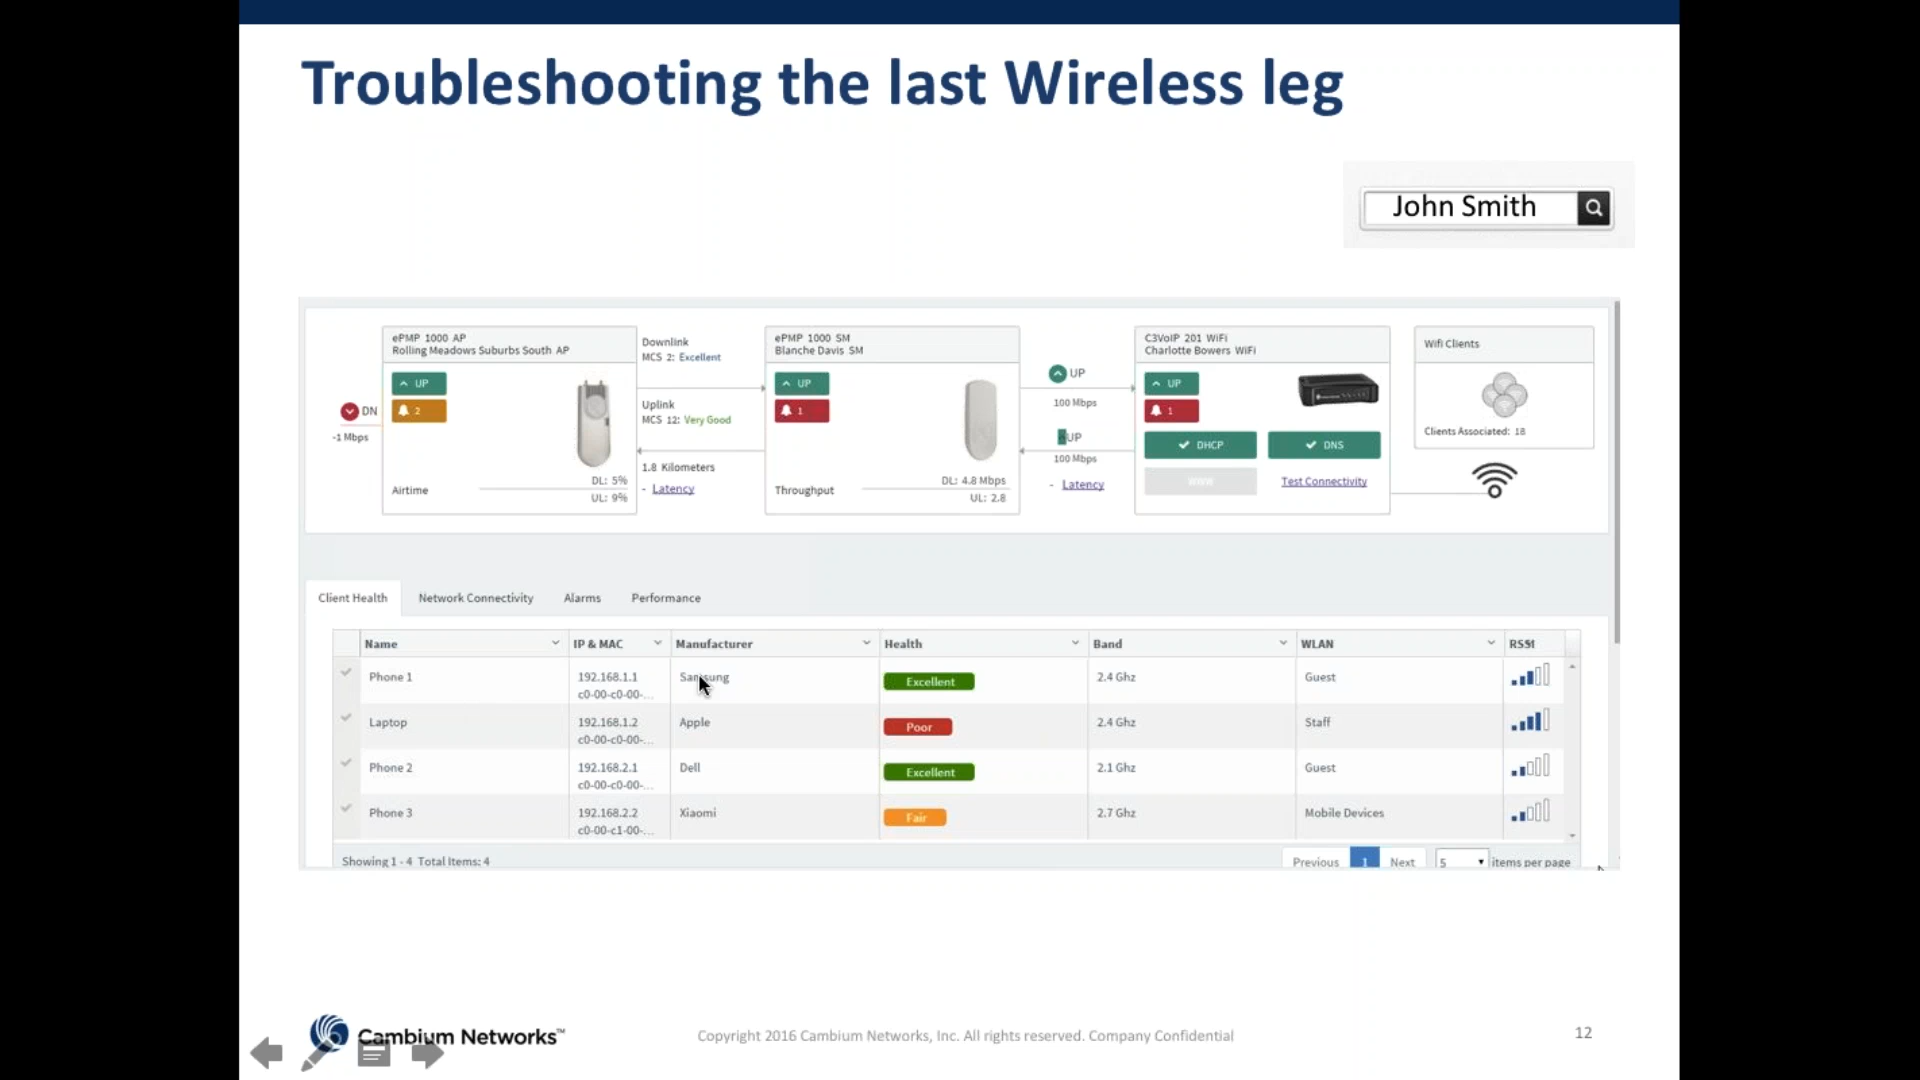 Troubleshooting the last Wireless leg
John Smith
ePMP 1000 AP
Rolling Meadows Suburbs South AP
UP
2
DN
-1 Mbps
Airtime
DL: 5%
UL: 9%
Downlink
MCS 2: Excellent
Uplink
MCS 12: Very Good
1.8 Kilometers
- Latency
ePMP 1000 SM
Blanche Davis SM
UP
1
Throughput
DL: 4.8 Mbps
UL: 2.8
UP
100 Mbps
UP
100 Mbps
- Latency
C3VoIP 201 WiFi
Charlotte Bowers WiFi
UP
1
DHCP
DNS
WWW
Test Connectivity
Wifi Clients
Clients Associated: 18
Client Health Network Connectivity Alarms Performance
Name IP & MAC Manufacturer Health Band WLAN RSSI
Phone 1 192.168.1.1 Samsung Excellent 2.4 Ghz Guest
c0-00-c0-00-...
Laptop 192.168.1.2 Apple Poor 2.4 Ghz Staff
c0-00-c0-00-...
Phone 2 192.168.2.1 Dell Excellent 2.1 Ghz Guest
c0-00-c0-00-...
Phone 3 192.168.2.2 Xiaomi Fair 2.7 Ghz Mobile Devices
c0-00-c1-00-...
Showing 1 - 4 Total Items: 4 Previous 1 Next 5 items per page
Cambium Networks™
Copyright 2016 Cambium Networks, Inc. All rights reserved. Company Confidential
12